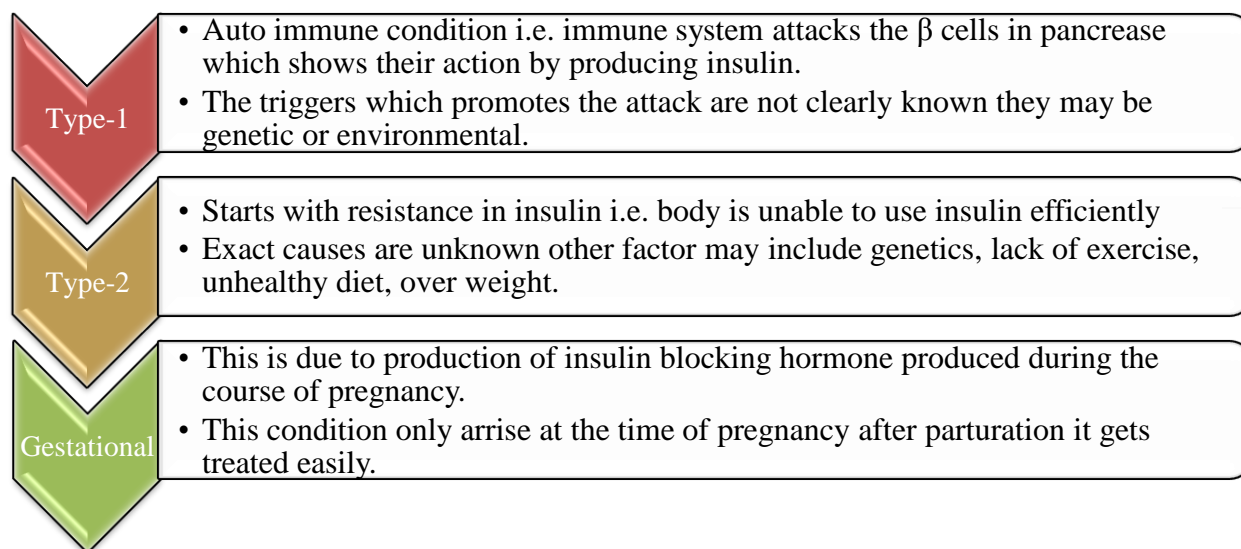 Type-1
• Auto immune condition i.e. immune system attacks the β cells in pancrease
which shows their action by producing insulin.
• The triggers which promotes the attack are not clearly known they may be
genetic or environmental.
Type-2
• Starts with resistance in insulin i.e. body is unable to use insulin efficiently
• Exact causes are unknown other factor may include genetics, lack of exercise,
unhealthy diet, over weight.
Gestational
• This is due to production of insulin blocking hormone produced during the
course of pregnancy.
• This condition only arrise at the time of pregnancy after parturation it gets
treated easily.